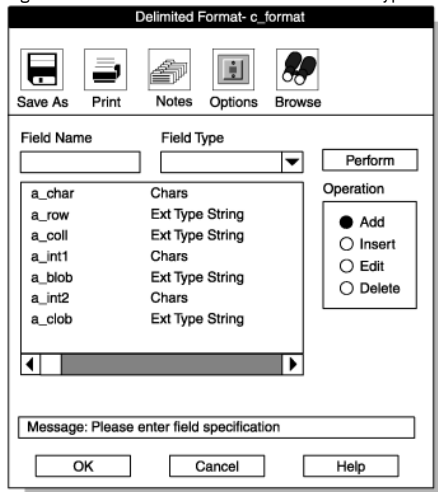 Delimited Format- c_format
Save As Print Notes Options Browse
Field Name Field Type
Perform
Operation
a_char Chars
a_row Ext Type String
a_coll Ext Type String
a_int1 Chars
a_blob Ext Type String
a_int2 Chars
a_clob Ext Type String
Add
Insert
Edit
Delete
Message: Please enter field specification
OK Cancel Help